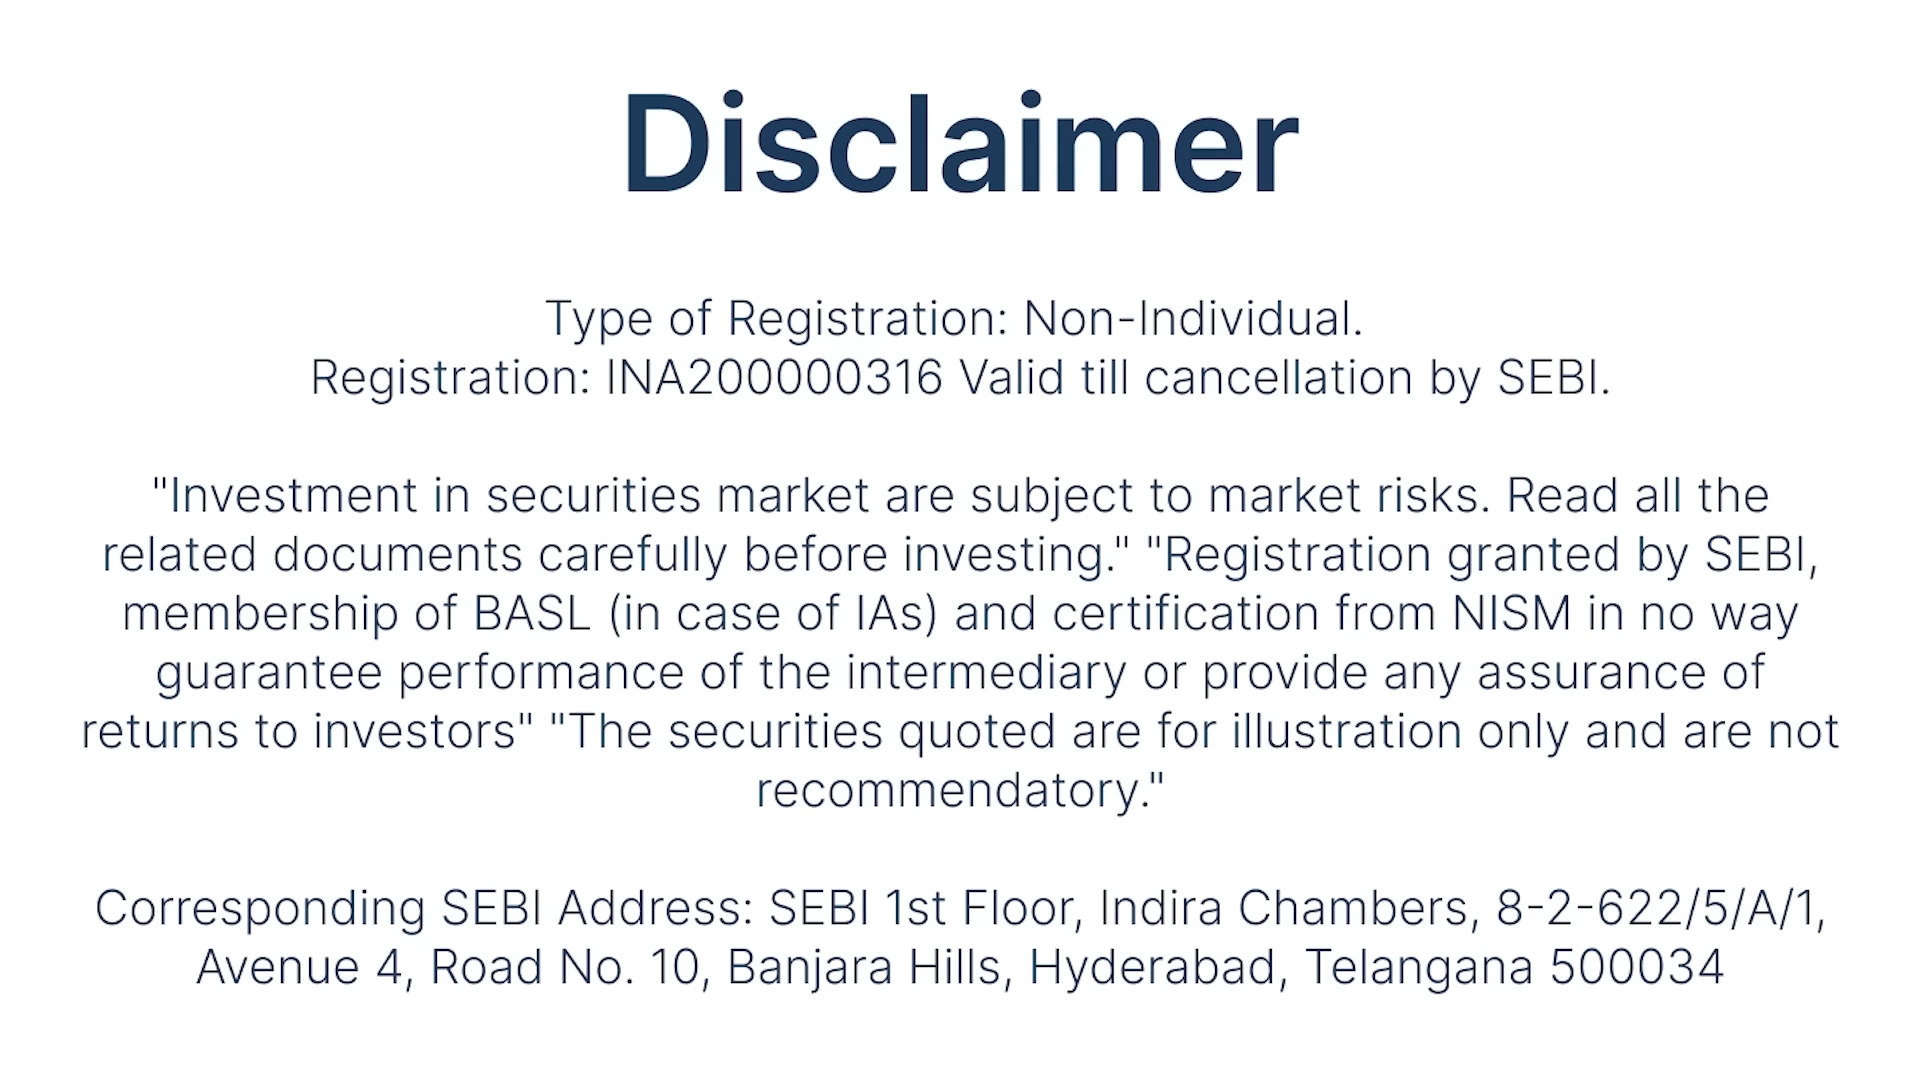 Disclaimer
Type of Registration: Non-Individual.
Registration: INA200000316 Valid till cancellation by SEBI.
"Investment in securities market are subject to market risks. Read all the
related documents carefully before investing." "Registration granted by SEBI,
membership of BASL (in case of IAs) and certification from NISM in no way
guarantee performance of the intermediary or provide any assurance of
returns to investors" "The securities quoted are for illustration only and are not
recommendatory."
Corresponding SEBI Address: SEBI 1st Floor, Indira Chambers, 8-2-622/5/A/1,
Avenue 4, Road No. 10, Banjara Hills, Hyderabad, Telangana 500034